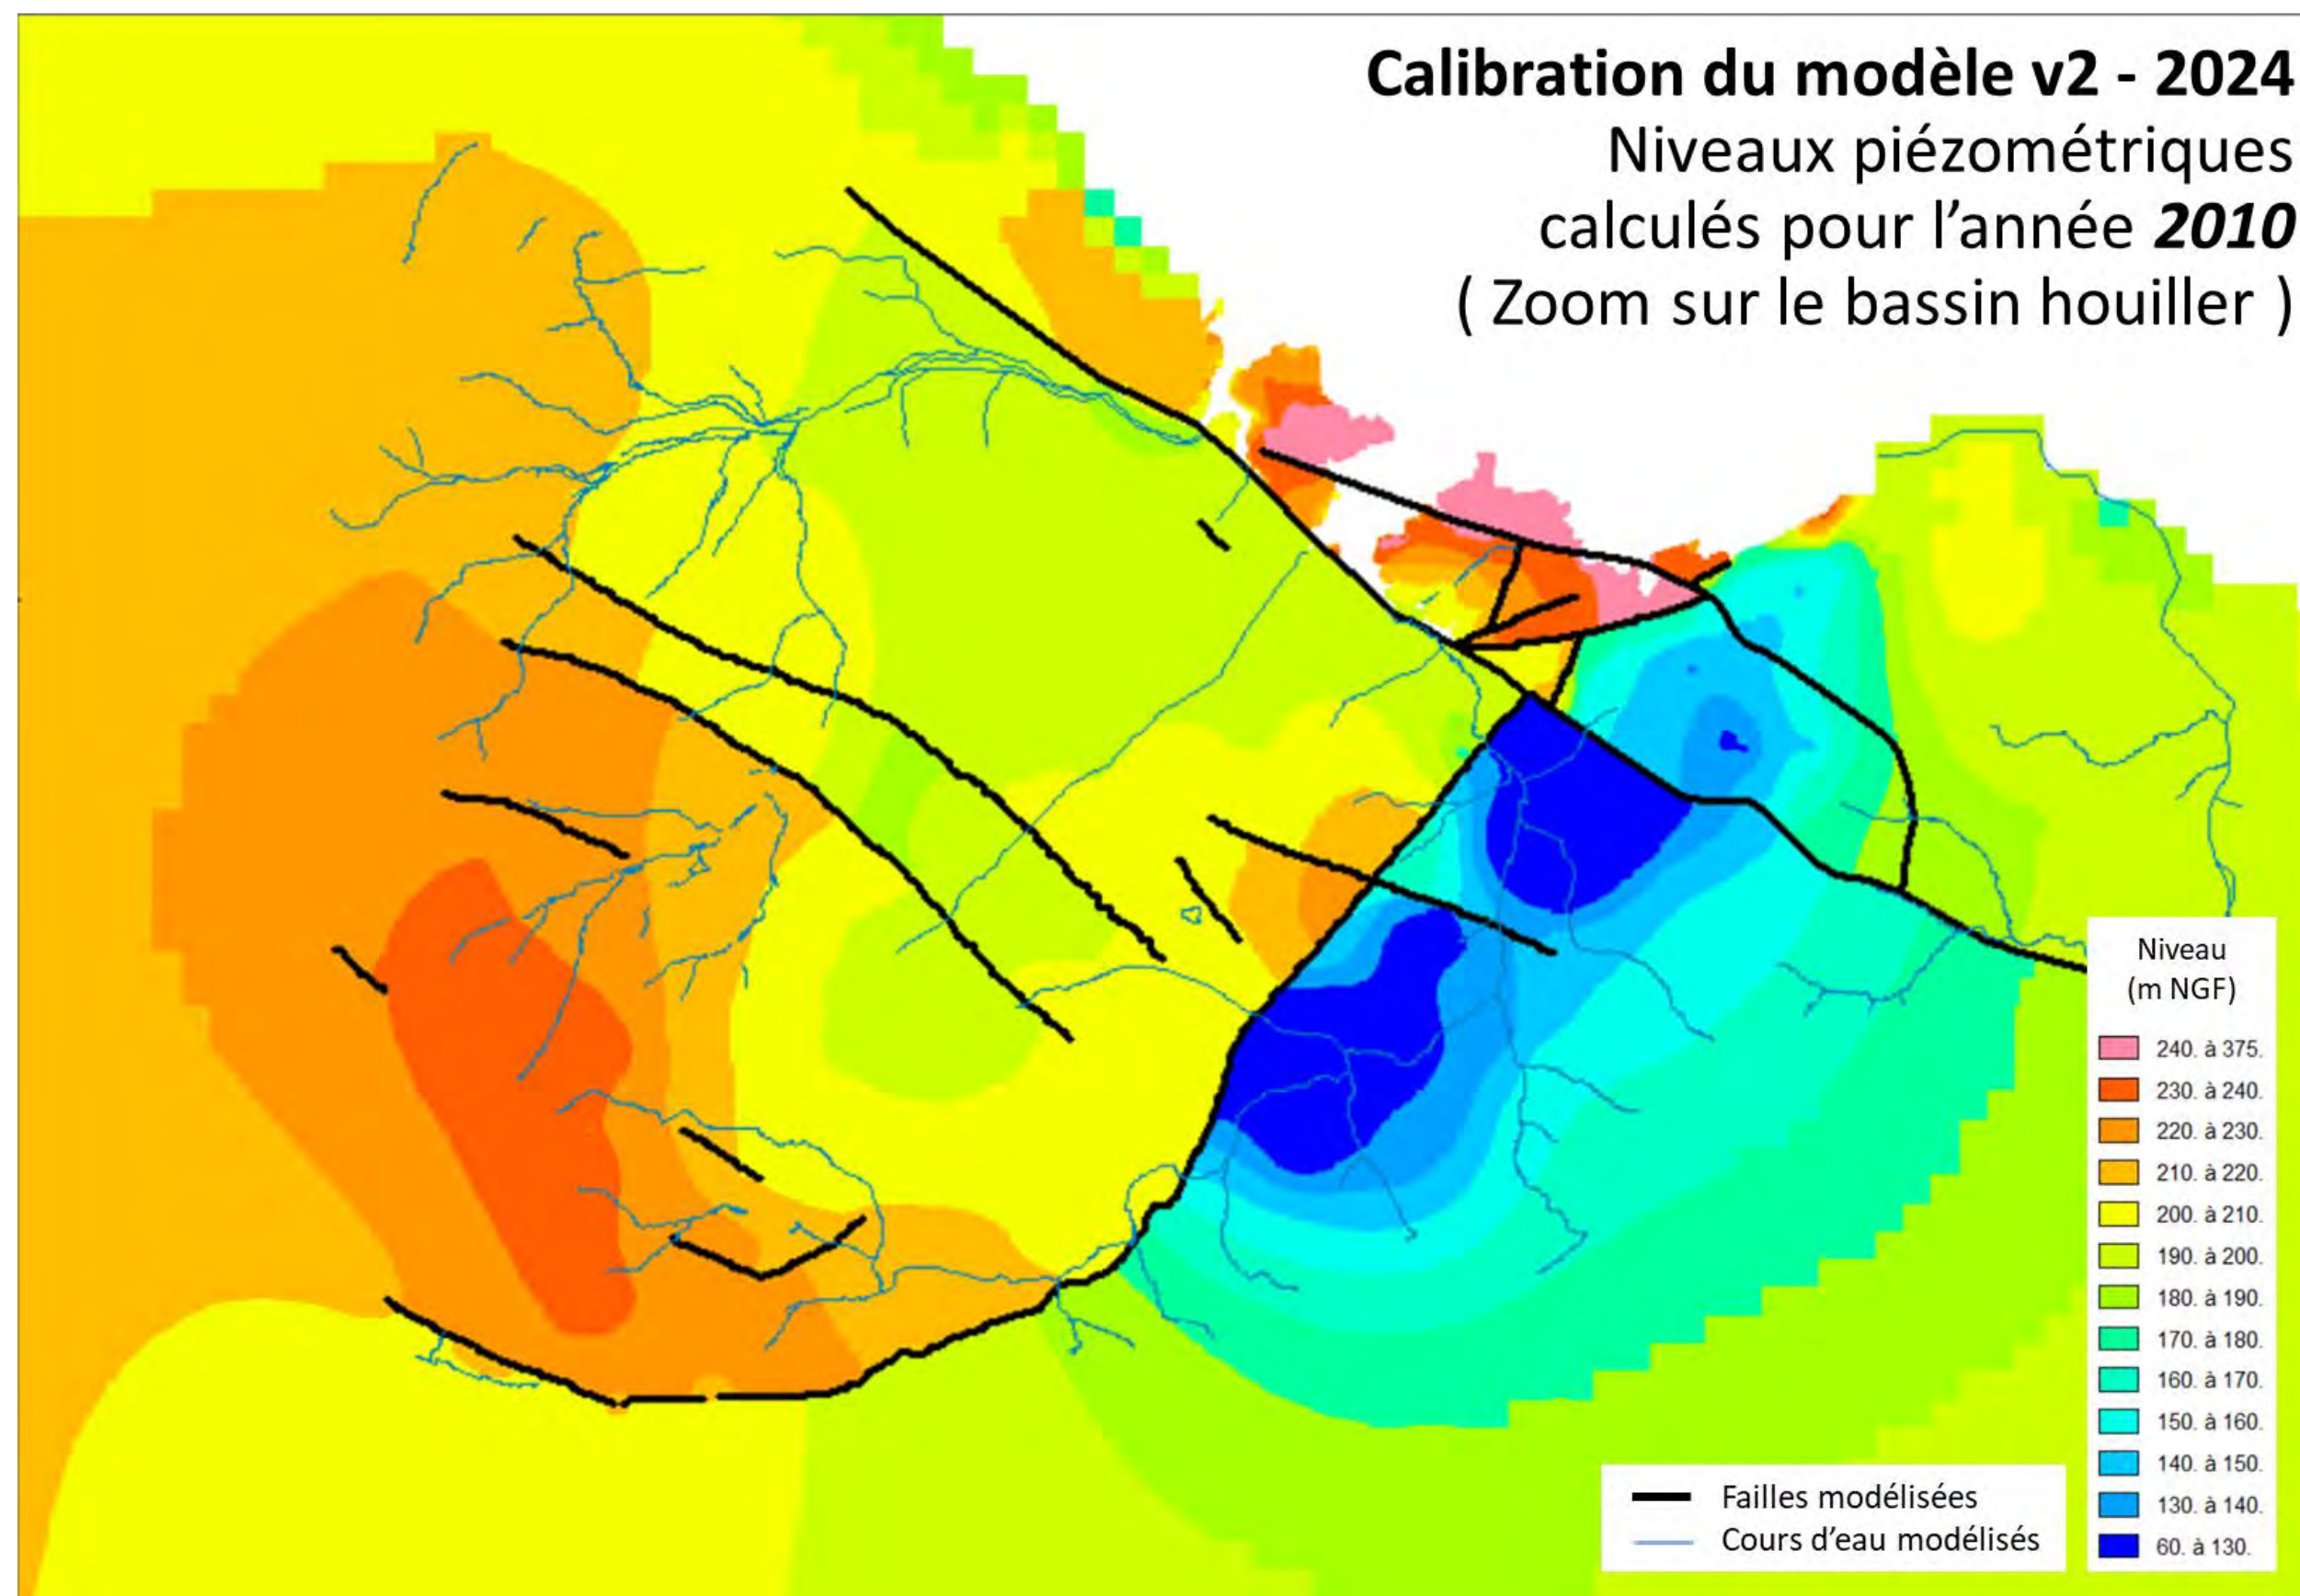 Calibration du modèle v2 - 2024
Niveaux piézométriques
calculés pour l'année 2010
( Zoom sur le bassin houiller )
Niveau
(m NGF)
240. à 375.
230. à 240.
220. à 230.
210. à 220.
200. à 210.
190. à 200.
180. à 190.
170. à 180.
160. à 170.
150. à 160.
140. à 150.
130. à 140.
60. à 130.
Failles modélisées
Cours d'eau modélisés